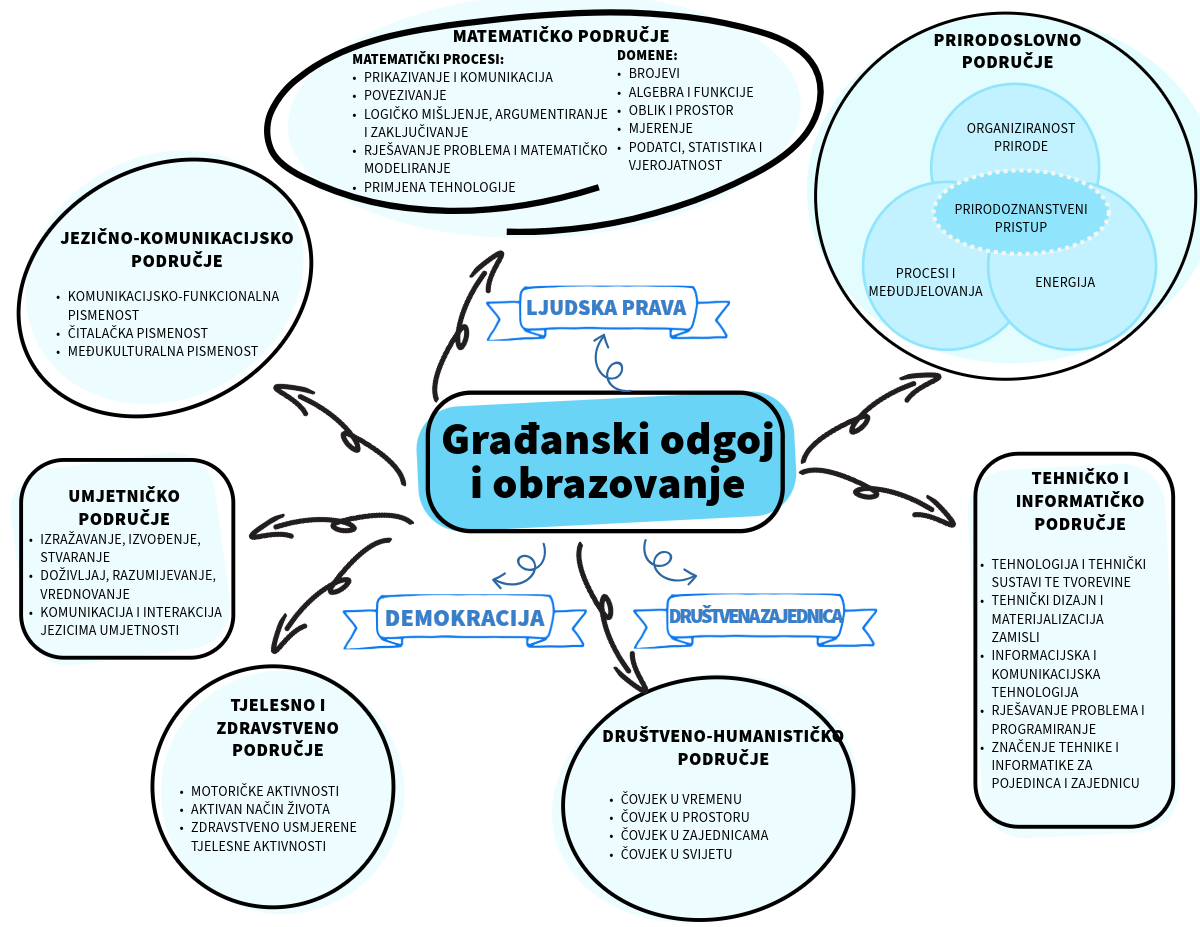 MATEMATIČKO PODRUČJE
MATEMATIČKI PROCESI:
• PRIKAZIVANJE I KOMUNIKACIJA
• POVEZIVANJE
• LOGIČKO MIŠLJENJE, ARGUMENTIRANJE
I ZAKLJUČIVANJE
• RJEŠAVANJE PROBLEMA I MATEMATIČKO
MODELIRANJE
• PRIMJENA TEHNOLOGIJE
DOMENE:
• BROJEVI
• ALGEBRA I FUNKCIJE
• OBLIK I PROSTOR
• MJERENJE
• PODATCI, STATISTIKA I
VJEROJATNOST
PRIRODOSLOVNO
PODRUČJE
ORGANIZIRANOST
PRIRODE
PRIRODOZNANSTVENI
PRISTUP
PROCESI I
MEĐUDJELOVANJA
ENERGIJA
JEZIČNO-KOMUNIKACIJSKO
PODRUČJE
• KOMUNIKACIJSKO-FUNKCIONALNA
PISMENOST
• ČITALAČKA PISMENOST
• MEĐUKULTURALNA PISMENOST
LJUDSKA PRAVA
Građanski odgoj
i obrazovanje
UMJETNIČKO
PODRUČJE
• IZRAŽAVANJE, IZVOĐENJE,
STVARANJE
• DOŽIVLJAJ, RAZUMIJEVANJE,
VREDNOVANJE
• KOMUNIKACIJA I INTERAKCIJA
JEZICIMA UMJETNOSTI
TEHNIČKO I
INFORMATIČKO
PODRUČJE
• TEHNOLOGIJA I TEHNIČKI
SUSTAVI TE TVOREVINE
• TEHNIČKI DIZAJN I
MATERIJALIZACIJA
ZAMISLI
• INFORMACIJSKA I
KOMUNIKACIJSKA
TEHNOLOGIJA
• RJEŠAVANJE PROBLEMA I
PROGRAMIRANJE
• ZNAČENJE TEHNIKE I
INFORMATIKE ZA
POJEDINCA I ZAJEDNICU
DEMOKRACIJA
DRUŠTVENA ZAJEDNICA
TJELESNO I
ZDRAVSTVENO
PODRUČJE
• MOTORIČKE AKTIVNOSTI
• AKTIVAN NAČIN ŽIVOTA
• ZDRAVSTVENO USMJERENE
TJELESNE AKTIVNOSTI
DRUŠTVENO-HUMANISTIČKO
PODRUČJE
• ČOVJEK U VREMENU
• ČOVJEK U PROSTORU
• ČOVJEK U ZAJEDNICAMA
• ČOVJEK U SVIJETU